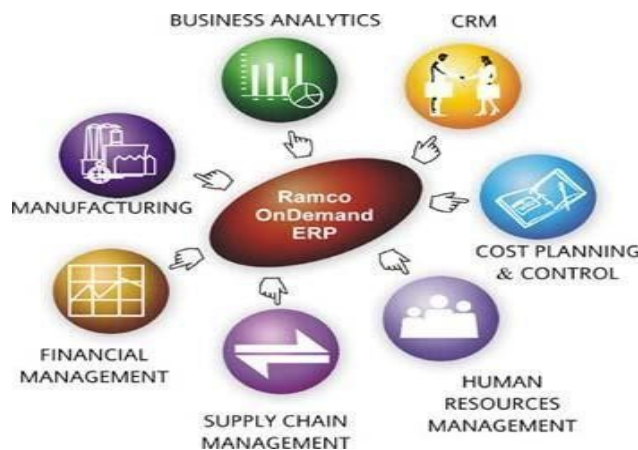 BUSINESS ANALYTICS
CRM
MANUFACTURING
Ramco
OnDemand
ERP
COST PLANNING
& CONTROL
FINANCIAL
MANAGEMENT
SUPPLY CHAIN
MANAGEMENT
HUMAN
RESOURCES
MANAGEMENT